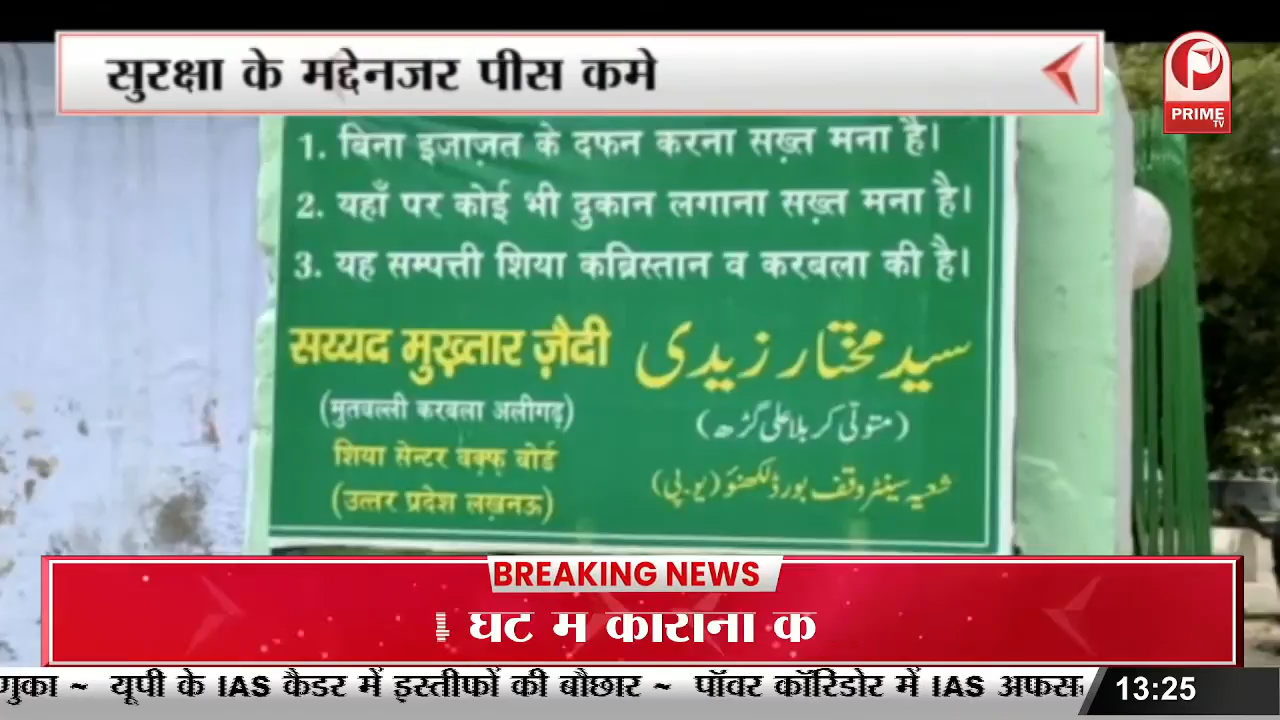 सुरक्षा के मद्देनजर पीस कमे
PRIME
TV
1. बिना इजाज़त के दफन करना सख़्त मना है।
2. यहाँ पर कोई भी दुकान लगाना सख़्त मना है।
3. यह सम्पत्ती शिया कब्रिस्तान व करबला की है।
सय्यद मुख़्तार ज़ैदी
سید مختار زیدی
(मुतवल्ली करबला अलीगढ़)
(متولّی کربلا علی گڑھ)
शिया सेन्टर वक़्फ़ बोर्ड
شعیہ سینٹر وقف بورڈ لکھنؤ (یو.پی)
(उत्तर प्रदेश लखनऊ)
BREAKING NEWS
घट म काराना क
गुका ~ यूपी के IAS कैडर में इस्तीफों की बौछार ~ पॉवर कॉरिडोर में IAS अफस
13:25